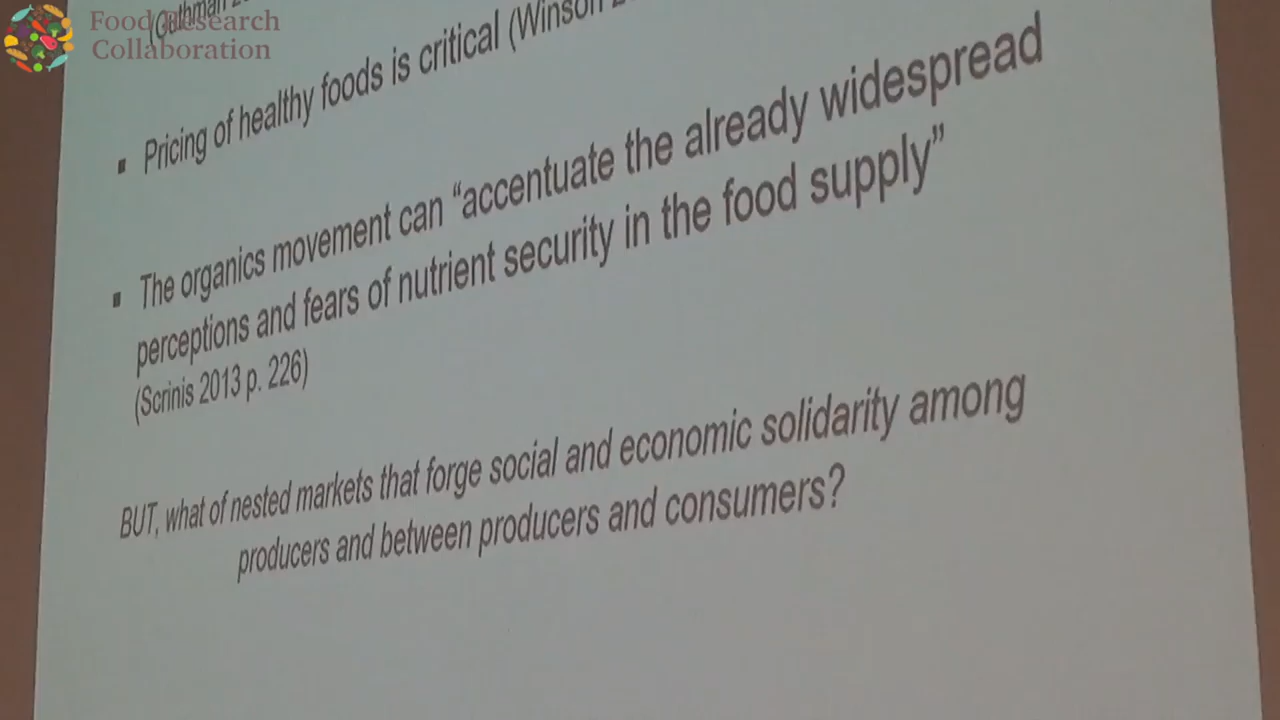 Food Research
Collaboration
Pricing of healthy foods is critical (Winson
The organics movement can “accentuate the already widespread
perceptions and fears of nutrient security in the food supply”
(Scrinis 2013 p. 226)
BUT, what of nested markets that forge social and economic solidarity among
producers and between producers and consumers?